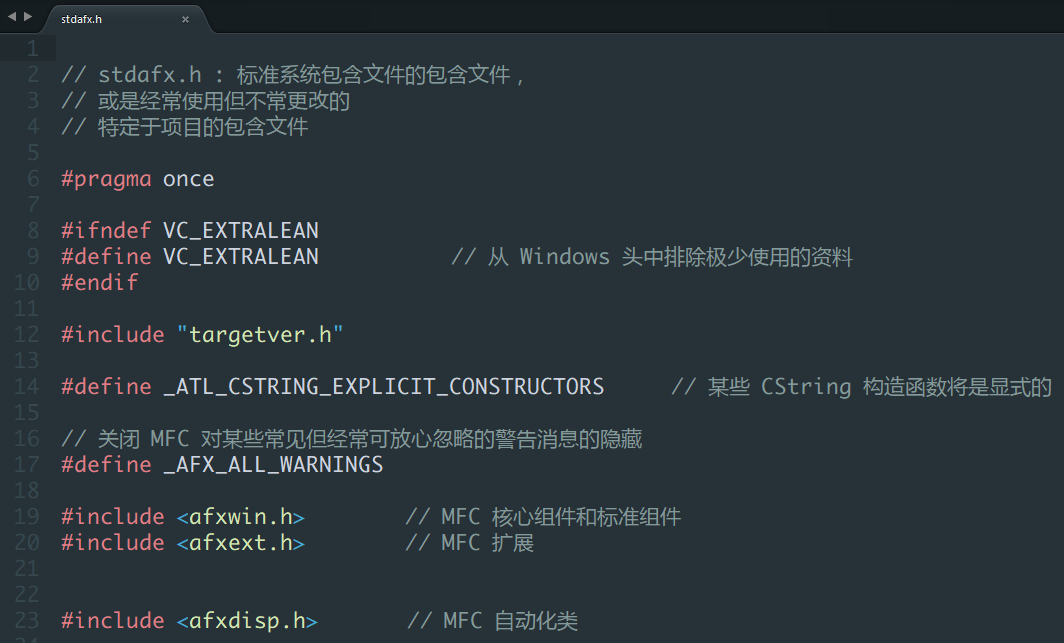 stdafx.h
1
2 // stdafx.h : 标准系统包含文件的包含文件，
3 // 或是经常使用但不常更改的
4 // 特定于项目的包含文件
5
6 #pragma once
7
8 #ifndef VC_EXTRALEAN
9 #define VC_EXTRALEAN // 从 Windows 头中排除极少使用的资料
10 #endif
11
12 #include "targetver.h"
13
14 #define _ATL_CSTRING_EXPLICIT_CONSTRUCTORS // 某些 CString 构造函数将是显式的
15
16 // 关闭 MFC 对某些常见但经常可放心忽略的警告消息的隐藏
17 #define _AFX_ALL_WARNINGS
18
19 #include <afxwin.h> // MFC 核心组件和标准组件
20 #include <afxext.h> // MFC 扩展
21
22
23 #include <afxdisp.h> // MFC 自动化类